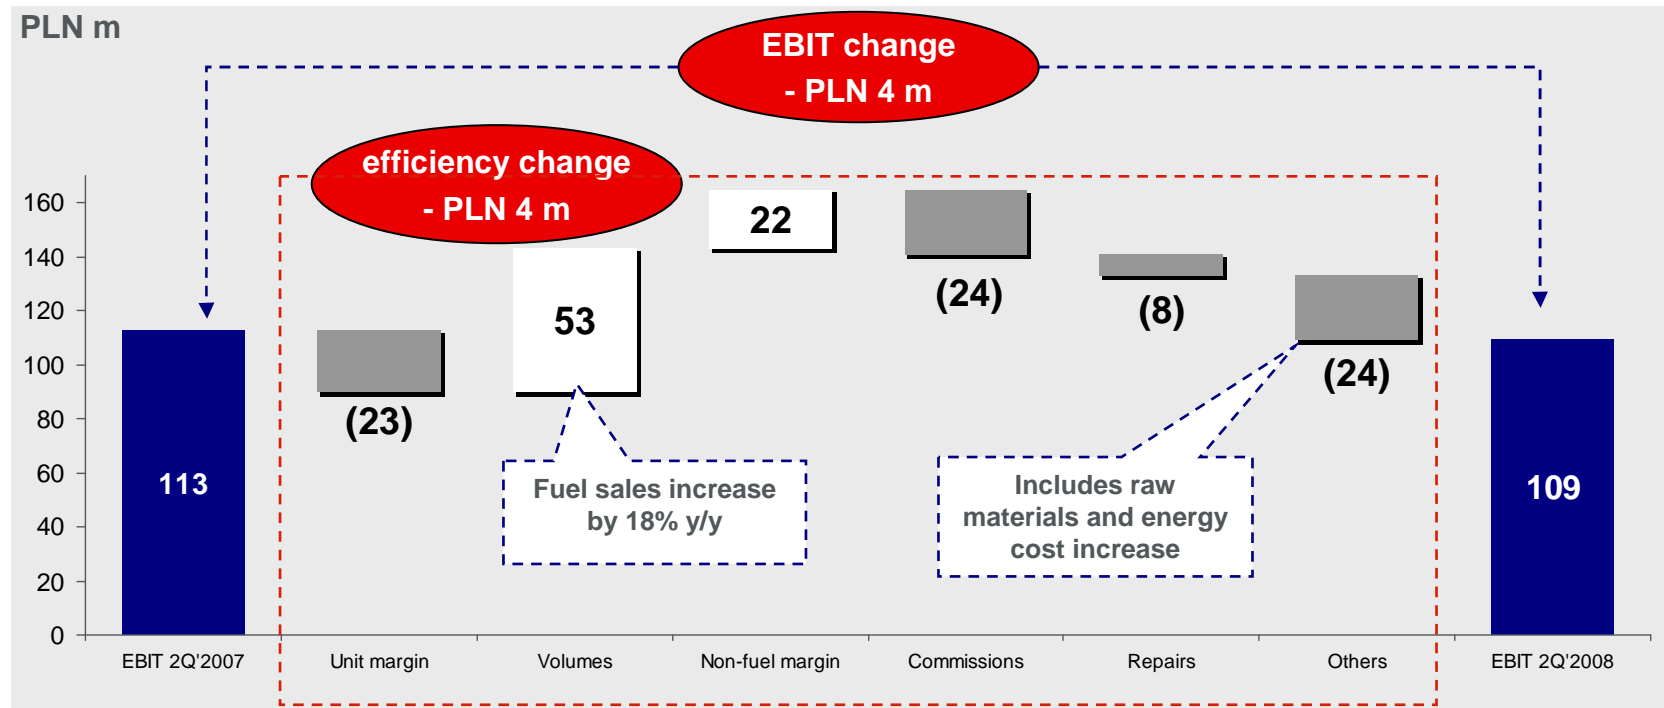 PLN m
EBIT change
- PLN 4 m
efficiency change
- PLN 4 m
160
140
120
100
80
60
40
20
0
113
(23)
53
22
(24)
(8)
(24)
109
Fuel sales increase
by 18% y/y
Includes raw
materials and energy
cost increase
EBIT 2Q'2007
Unit margin
Volumes
Non-fuel margin
Commissions
Repairs
Others
EBIT 2Q'2008